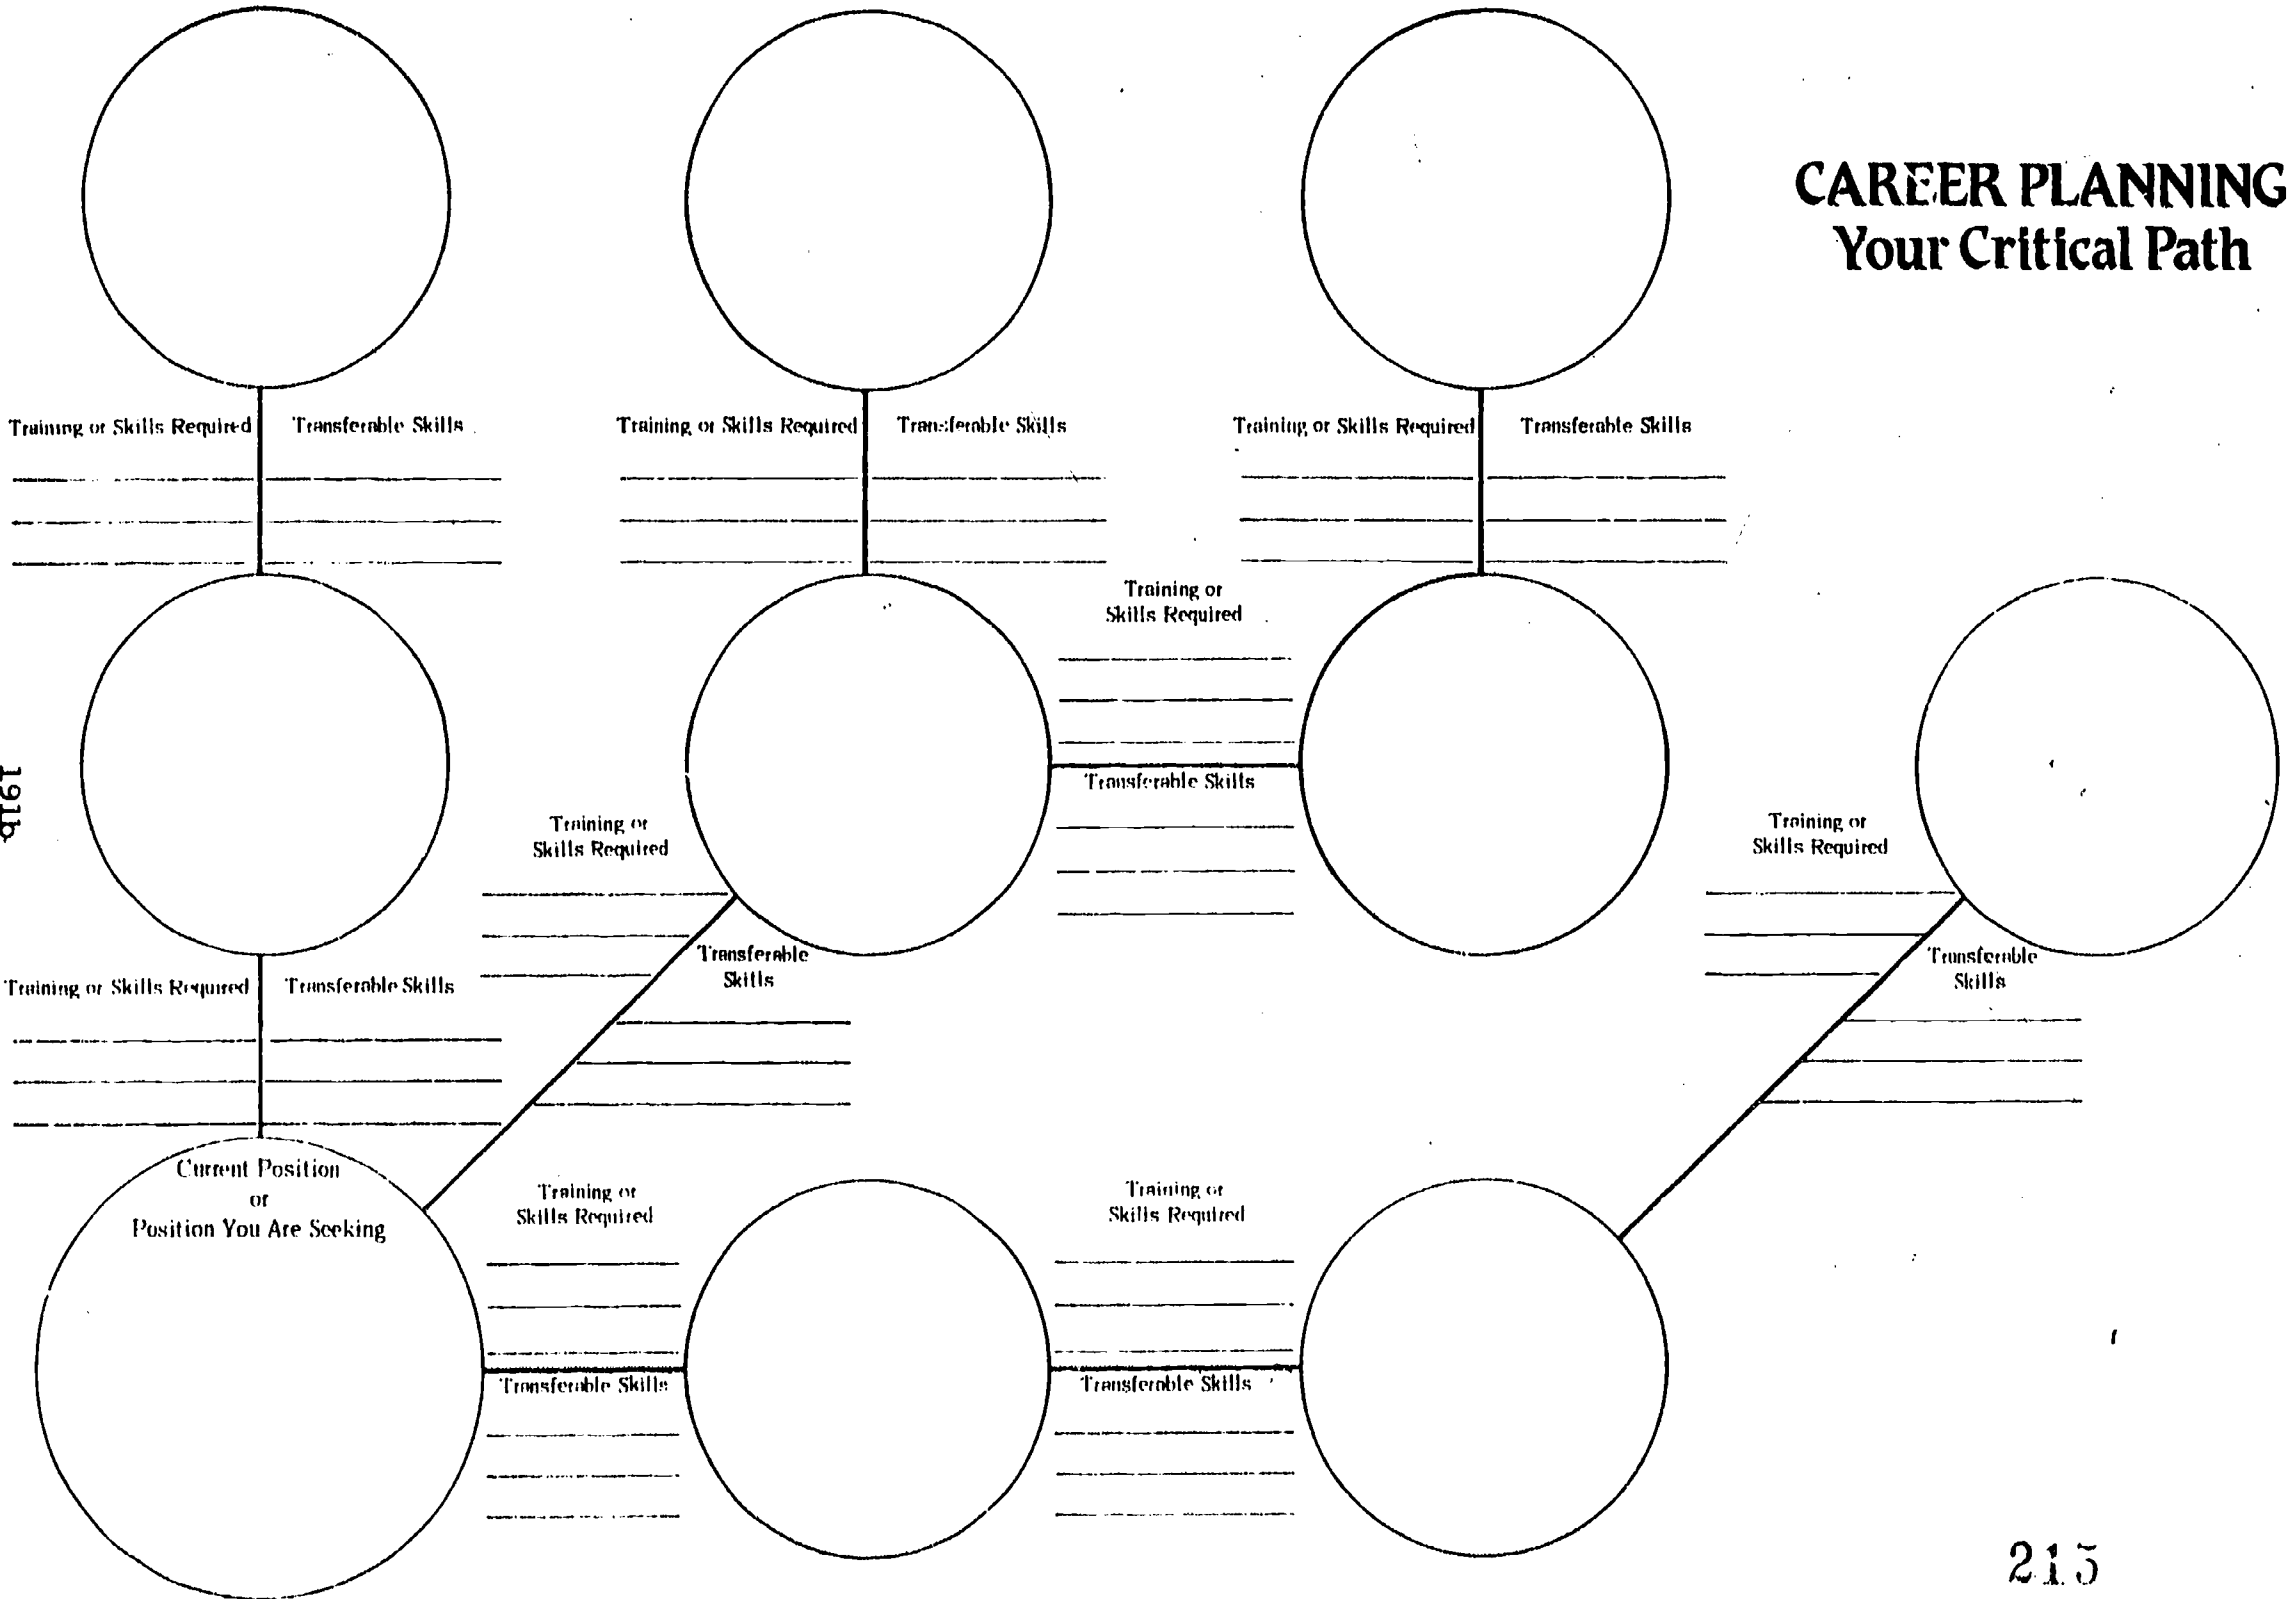 CAREER PLANNING
Your Critical Path
Training or Skills Required
Transferable Skills
Training or Skills Required
Transferable Skills
Training or Skills Required
Transferable Skills
Training or
Skills Required
Transferable Skills
Training or
Skills Required
Transferable
Skills
Training or
Skills Required
Transferable
Skills
191b
Training or Skills Required
Transferable Skills
Current Position
or
Position You Are Seeking
Training or
Skills Required
Transferable Skills
Training or
Skills Required
Transferable Skills
215